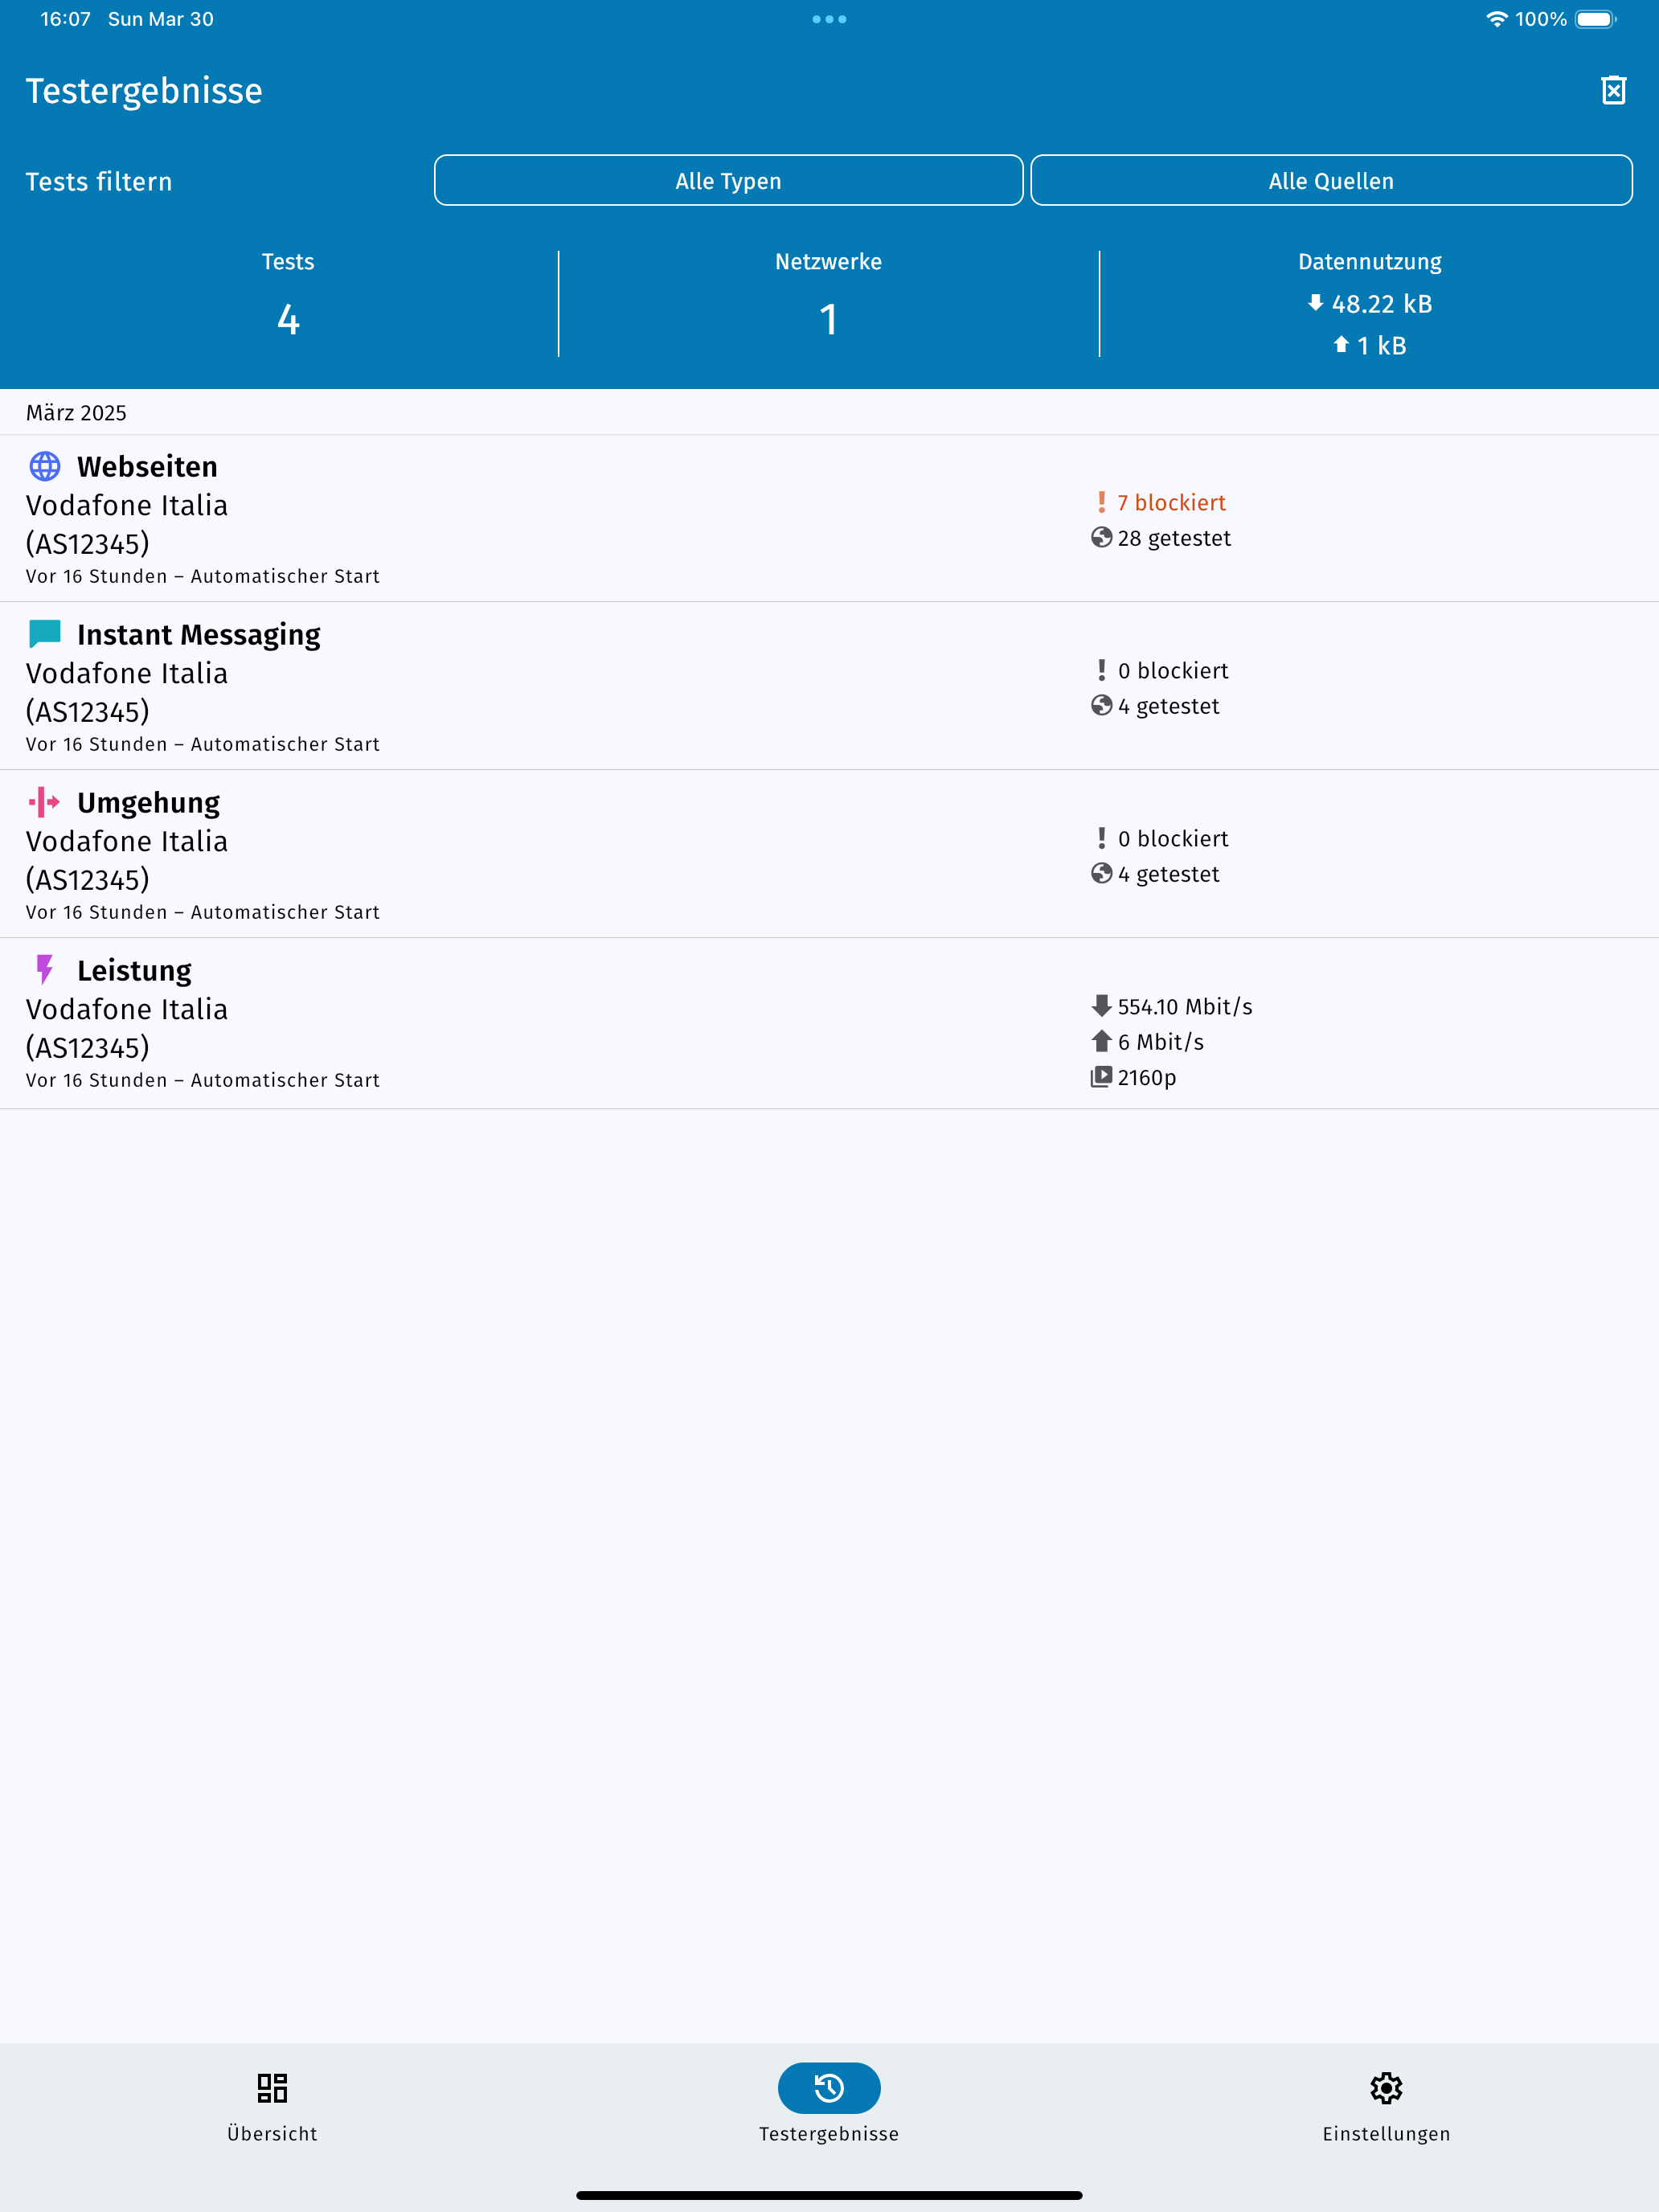 16:07 Sun Mar 30
100%
Testergebnisse
Tests filtern
Alle Typen
Alle Quellen
Tests
4
Netzwerke
1
Datennutzung
48.22 kB
1 kB
März 2025
Webseiten
Vodafone Italia
(AS12345)
Vor 16 Stunden – Automatischer Start
7 blockiert
28 getestet
Instant Messaging
Vodafone Italia
(AS12345)
Vor 16 Stunden – Automatischer Start
0 blockiert
4 getestet
Umgehung
Vodafone Italia
(AS12345)
Vor 16 Stunden – Automatischer Start
0 blockiert
4 getestet
Leistung
Vodafone Italia
(AS12345)
Vor 16 Stunden – Automatischer Start
554.10 Mbit/s
6 Mbit/s
2160p
Übersicht
Testergebnisse
Einstellungen